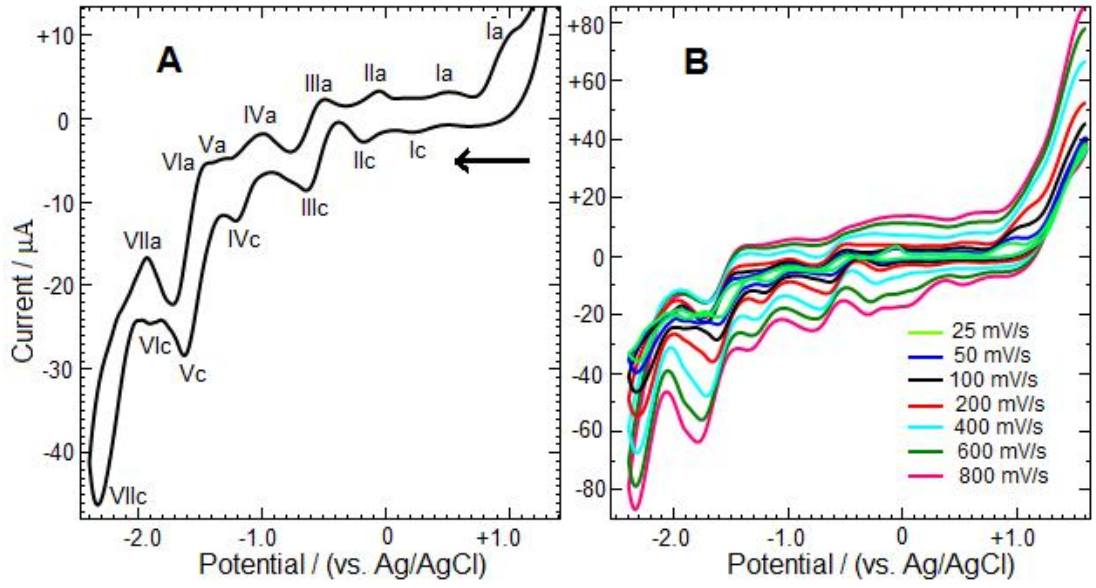 A
+10
0
-10
-20
-30
-40
Current / µA
-2.0
-1.0
0
+1.0
Potential / (vs. Ag/AgCl)
Ia
Ia
IIa
IIIa
IVa
Va
VIa
VIIa
Ic
IIc
IIIc
IVc
Vc
VIc
VIIc
B
+80
+60
+40
+20
0
-20
-40
-60
-80
25 mV/s
50 mV/s
100 mV/s
200 mV/s
400 mV/s
600 mV/s
800 mV/s
-2.0
-1.0
0
+1.0
Potential / (vs. Ag/AgCl)